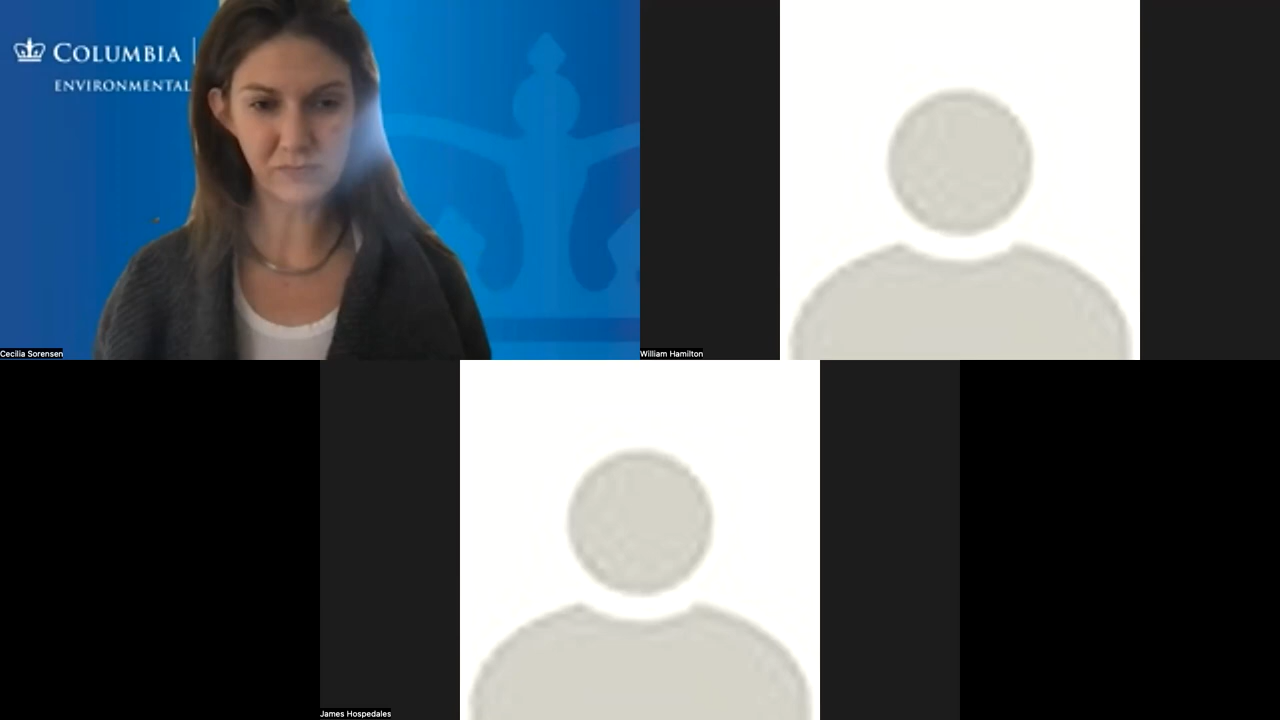 COLUMBIA
ENVIRONMENTAL
Cecilia Sorensen
William Hamilton
James Hospedales